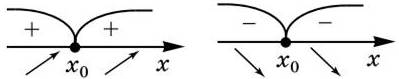 + + − −
x₀ x x₀ x